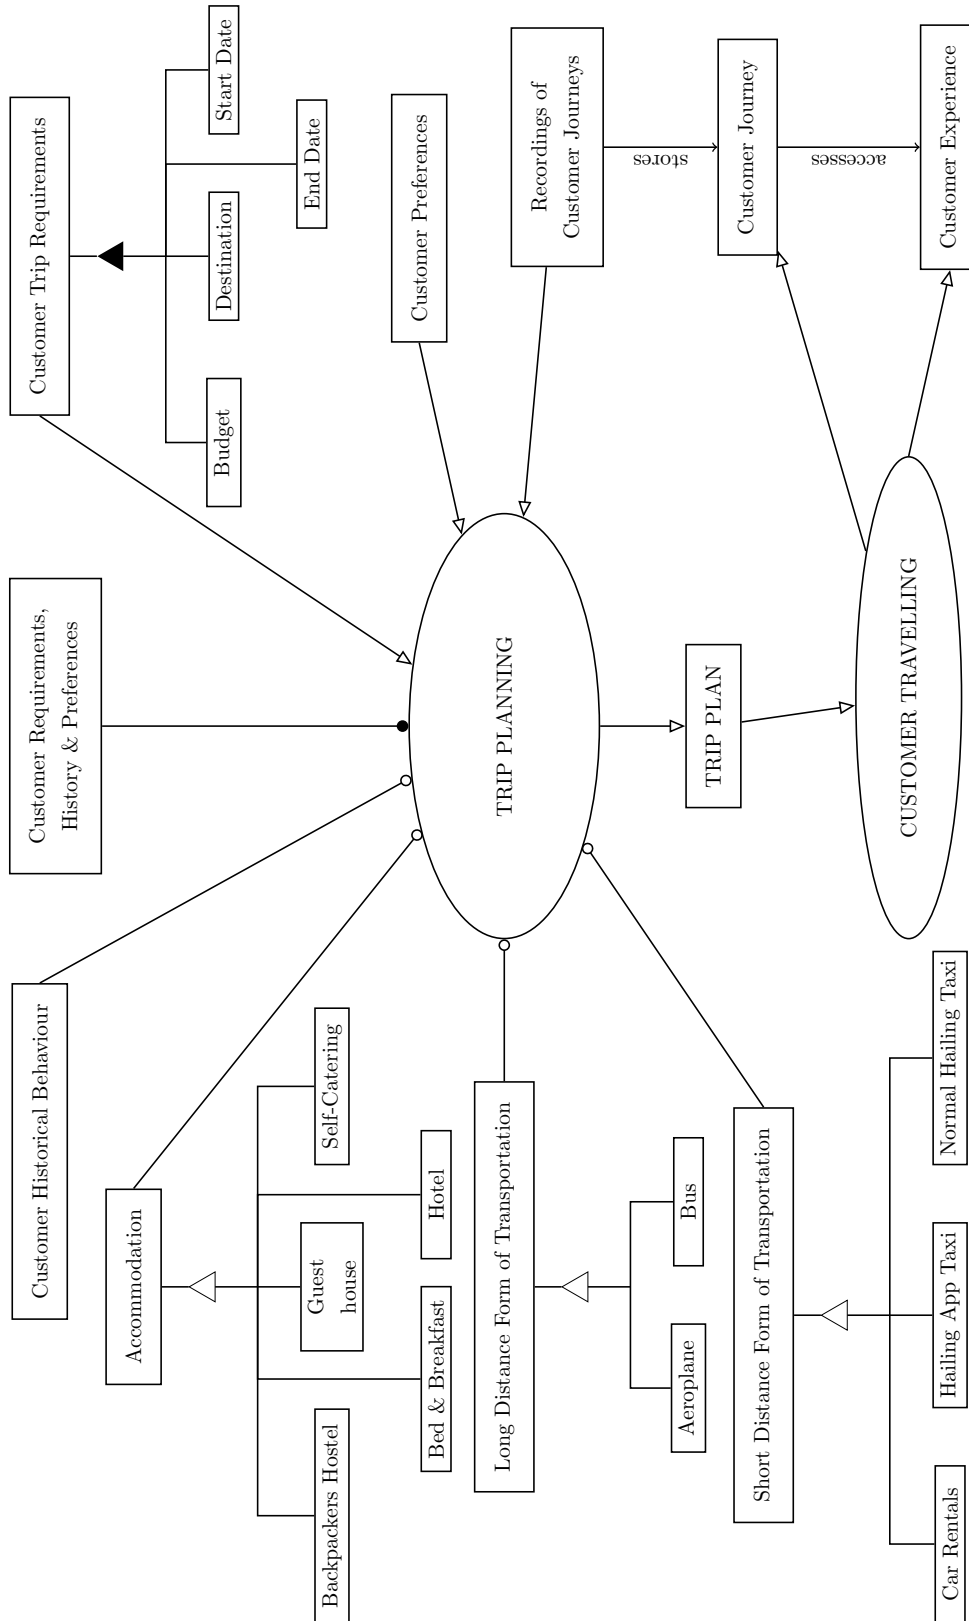 Customer Historical Behaviour
Customer Requirements,
History & Preferences
Customer Trip Requirements
Accommodation
Budget
Destination
Start Date
End Date
Backpackers Hostel
Guest
house
Self-Catering
Bed & Breakfast
Hotel
Customer Preferences
Long Distance Form of Transportation
TRIP PLANNING
Recordings of
Customer Journeys
stores
Aeroplane
Bus
TRIP PLAN
Customer Journey
Short Distance Form of Transportation
accesses
CUSTOMER TRAVELLING
Customer Experience
Car Rentals
Hailing App Taxi
Normal Hailing Taxi